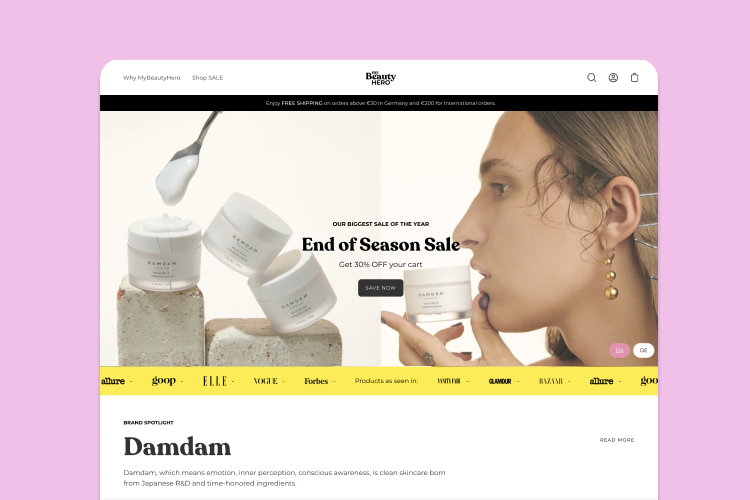 Why MyBeautyHero
Shop SALE
MY
Beauty
HERO
Enjoy FREE SHIPPING on orders above €30 in Germany and €200 for international orders.
DAMDAM
DAMDAM
DAMDAM
DAMDAM
OUR BIGGEST SALE OF THE YEAR
End of Season Sale
Get 30% OFF your cart
SAVE NOW
EN
DE
allure
goop
ELLE
VOGUE
Forbes
Products as seen in:
VANITY FAIR
GLAMOUR
BAZAAR
allure
goo
BRAND SPOTLIGHT
Damdam
READ MORE
Damdam, which means emotion, inner perception, conscious awareness, is clean skincare born
from Japanese R&D and time-honored ingredients.